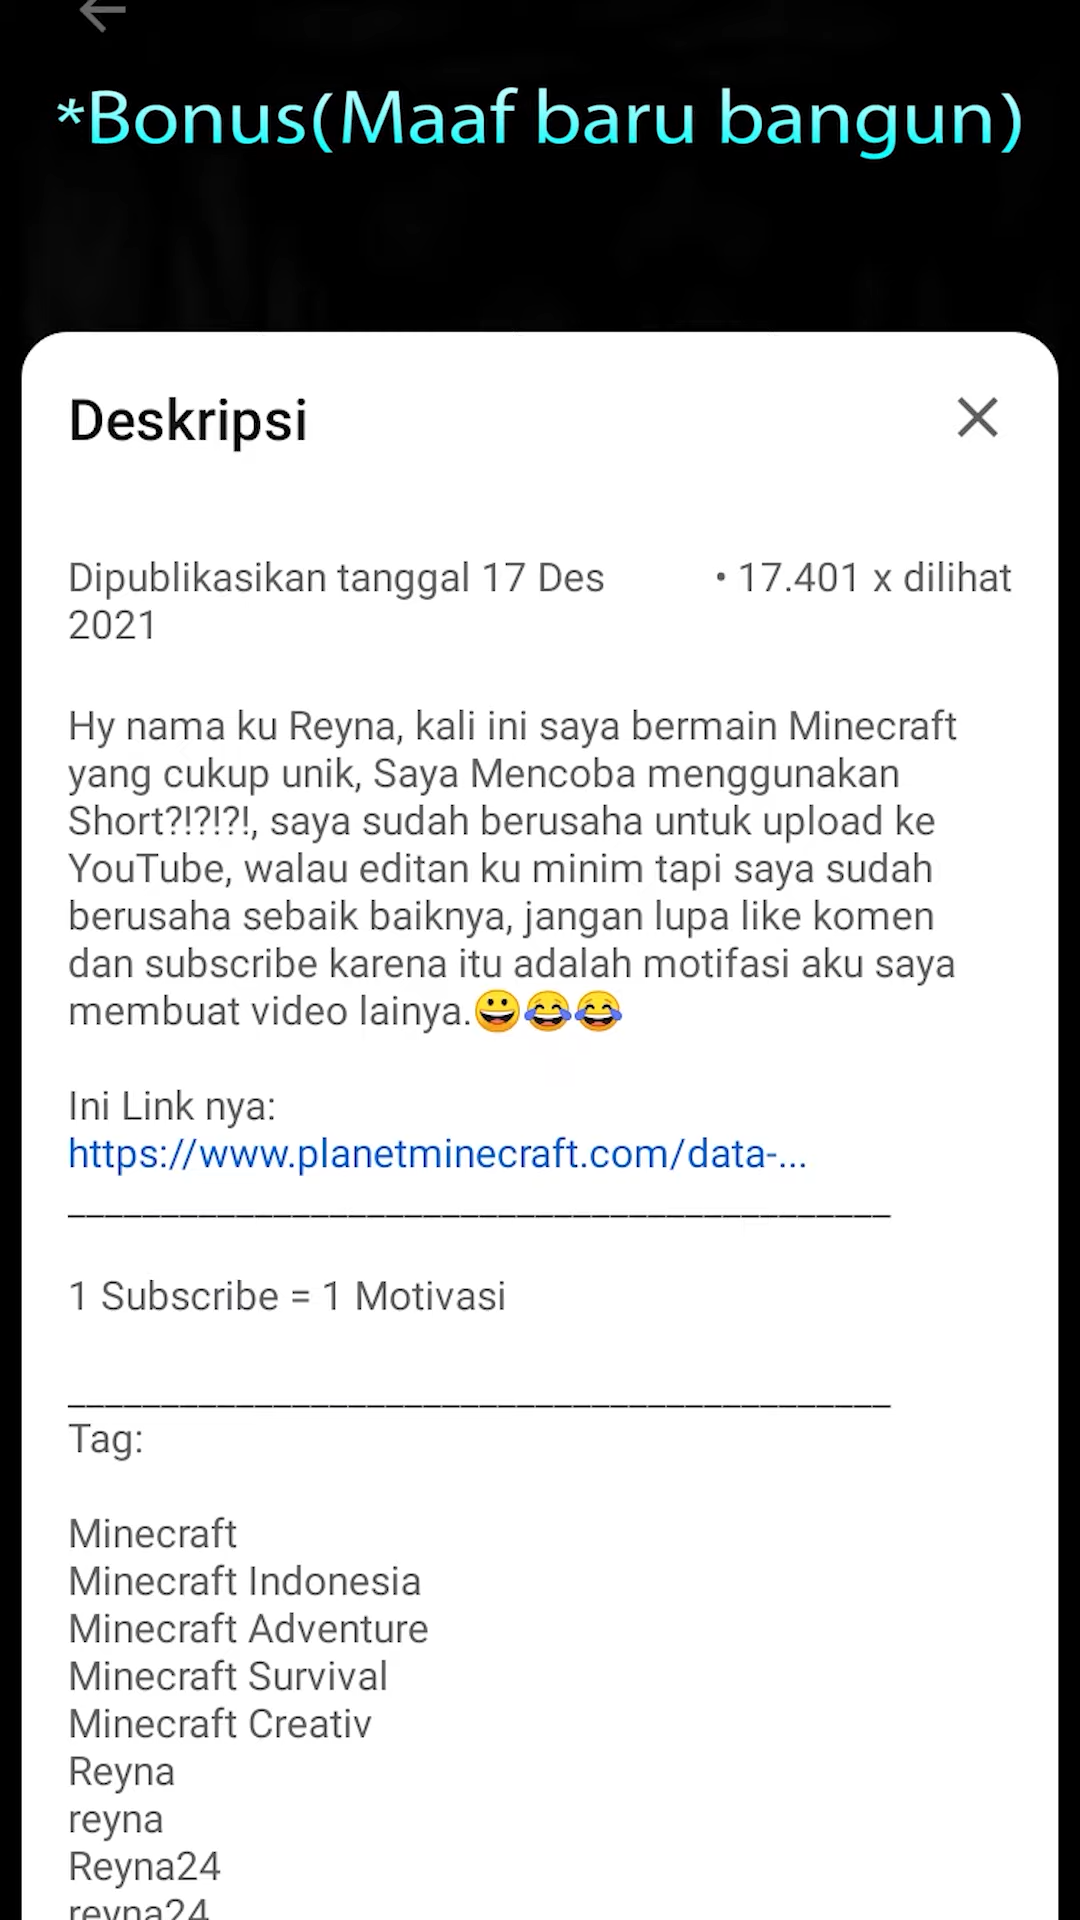 *Bonus(Maaf baru bangun)
Deskripsi
Dipublikasikan tanggal 17 Des 2021
• 17.401 x dilihat
Hy nama ku Reyna, kali ini saya bermain Minecraft
yang cukup unik, Saya Mencoba menggunakan
Short?!?!?!, saya sudah berusaha untuk upload ke
YouTube, walau editan ku minim tapi saya sudah
berusaha sebaik baiknya, jangan lupa like komen
dan subscribe karena itu adalah motifasi aku saya
membuat video lainya.😀😂😂
Ini Link nya:
https://www.planetminecraft.com/data-...
____________________________________________
1 Subscribe = 1 Motivasi
____________________________________________
Tag:
Minecraft
Minecraft Indonesia
Minecraft Adventure
Minecraft Survival
Minecraft Creativ
Reyna
reyna
Reyna24
reyna24